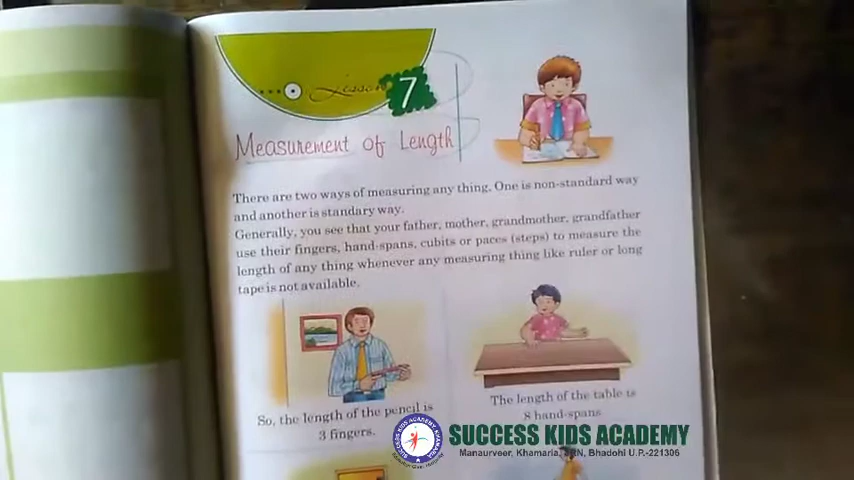 Lesson 7
Measurement of Length
There are two ways of measuring any thing. One is non-standard way
and another is standary way.
Generally, you see that your father, mother, grandmother, grandfather
use their fingers, hand-spans, cubits or paces (steps) to measure the
length of any thing whenever any measuring thing like ruler or long
tape is not available.
So, the length of the pencil is
3 fingers.
The length of the table is
8 hand-spans
SUCCESS KIDS ACADEMY
Manaurveer, Khamaria, SRN, Bhadohi U.P.-221306